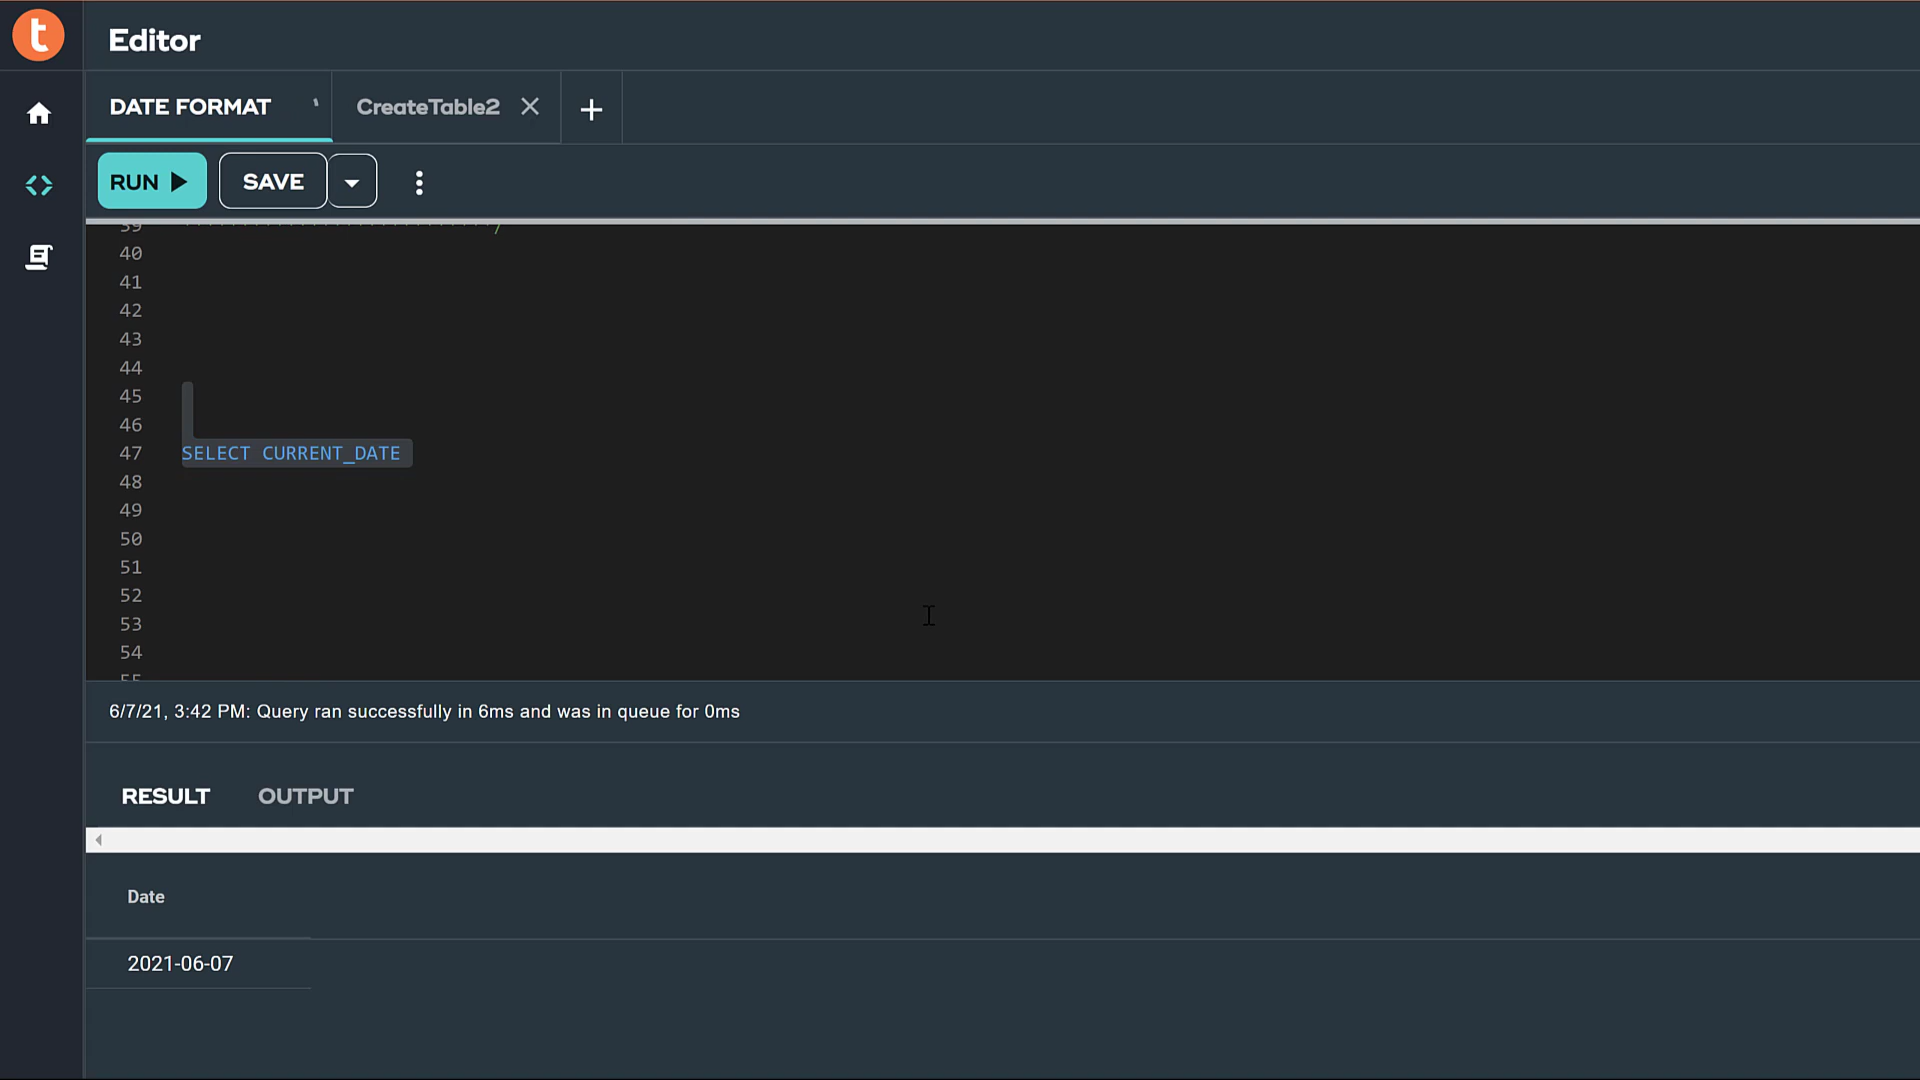 t
Editor
DATE FORMAT
CreateTable2
RUN
SAVE
39 /
40
41
42
43
44
45
46
47 SELECT CURRENT_DATE
48
49
50
51
52
53
54
55
6/7/21, 3:42 PM: Query ran successfully in 6ms and was in queue for 0ms
RESULT OUTPUT
Date
2021-06-07